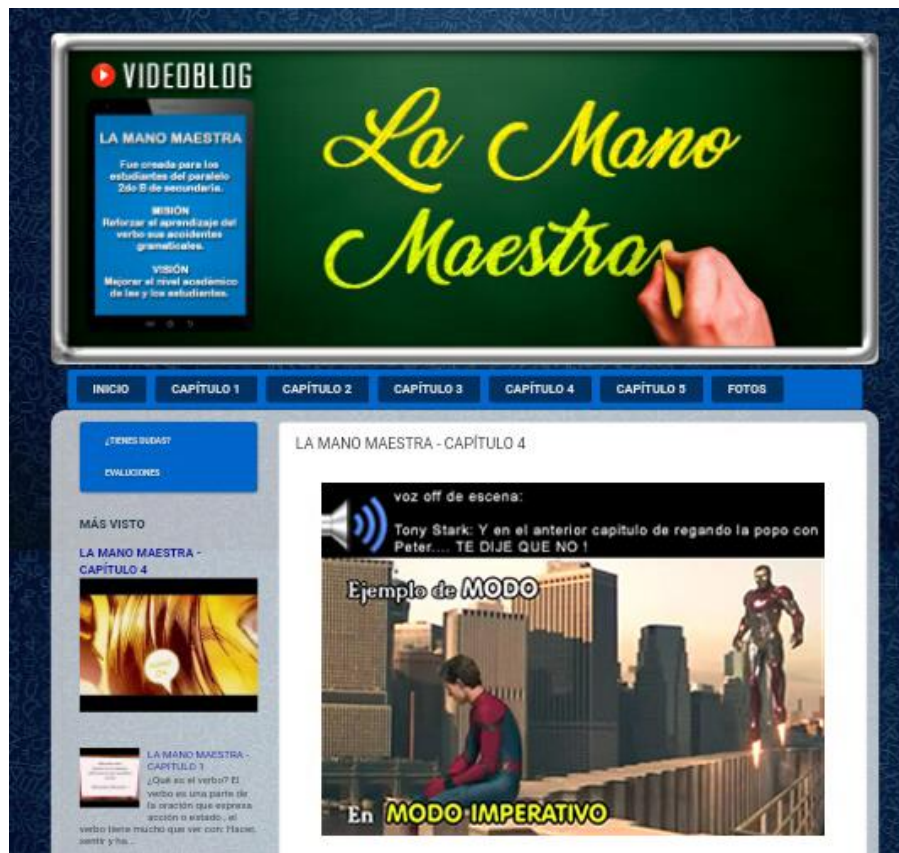 VIDEOBLOG
LA MANO MAESTRA
Fue creada para los
estudiantes del paralelo
2do B de secundaria.
MISIÓN
Reforzar el aprendizaje del
verbo sus accidentes
gramaticales.
VISIÓN
Mejorar el nivel académico
de las y los estudiantes.
La Mano
Maestra
INICIO CAPÍTULO 1 CAPÍTULO 2 CAPÍTULO 3 CAPÍTULO 4 CAPÍTULO 5 FOTOS
¿TIENES DUDAS?
EVALUCIONES
MÁS VISTO
LA MANO MAESTRA -
CAPÍTULO 4
LA MANO MAESTRA -
CAPÍTULO 1
¿Qué es el verbo? El
verbo es una parte de
la oración que expresa
acción o estado , el
verbo tiene mucho que ver con: Hacer,
sentir y ha...
LA MANO MAESTRA - CAPÍTULO 4
voz off de escena:
Tony Stark: Y en el anterior capitulo de regando la popo con
Peter.... TE DIJE QUE NO !
Ejemplo de MODO
En MODO IMPERATIVO